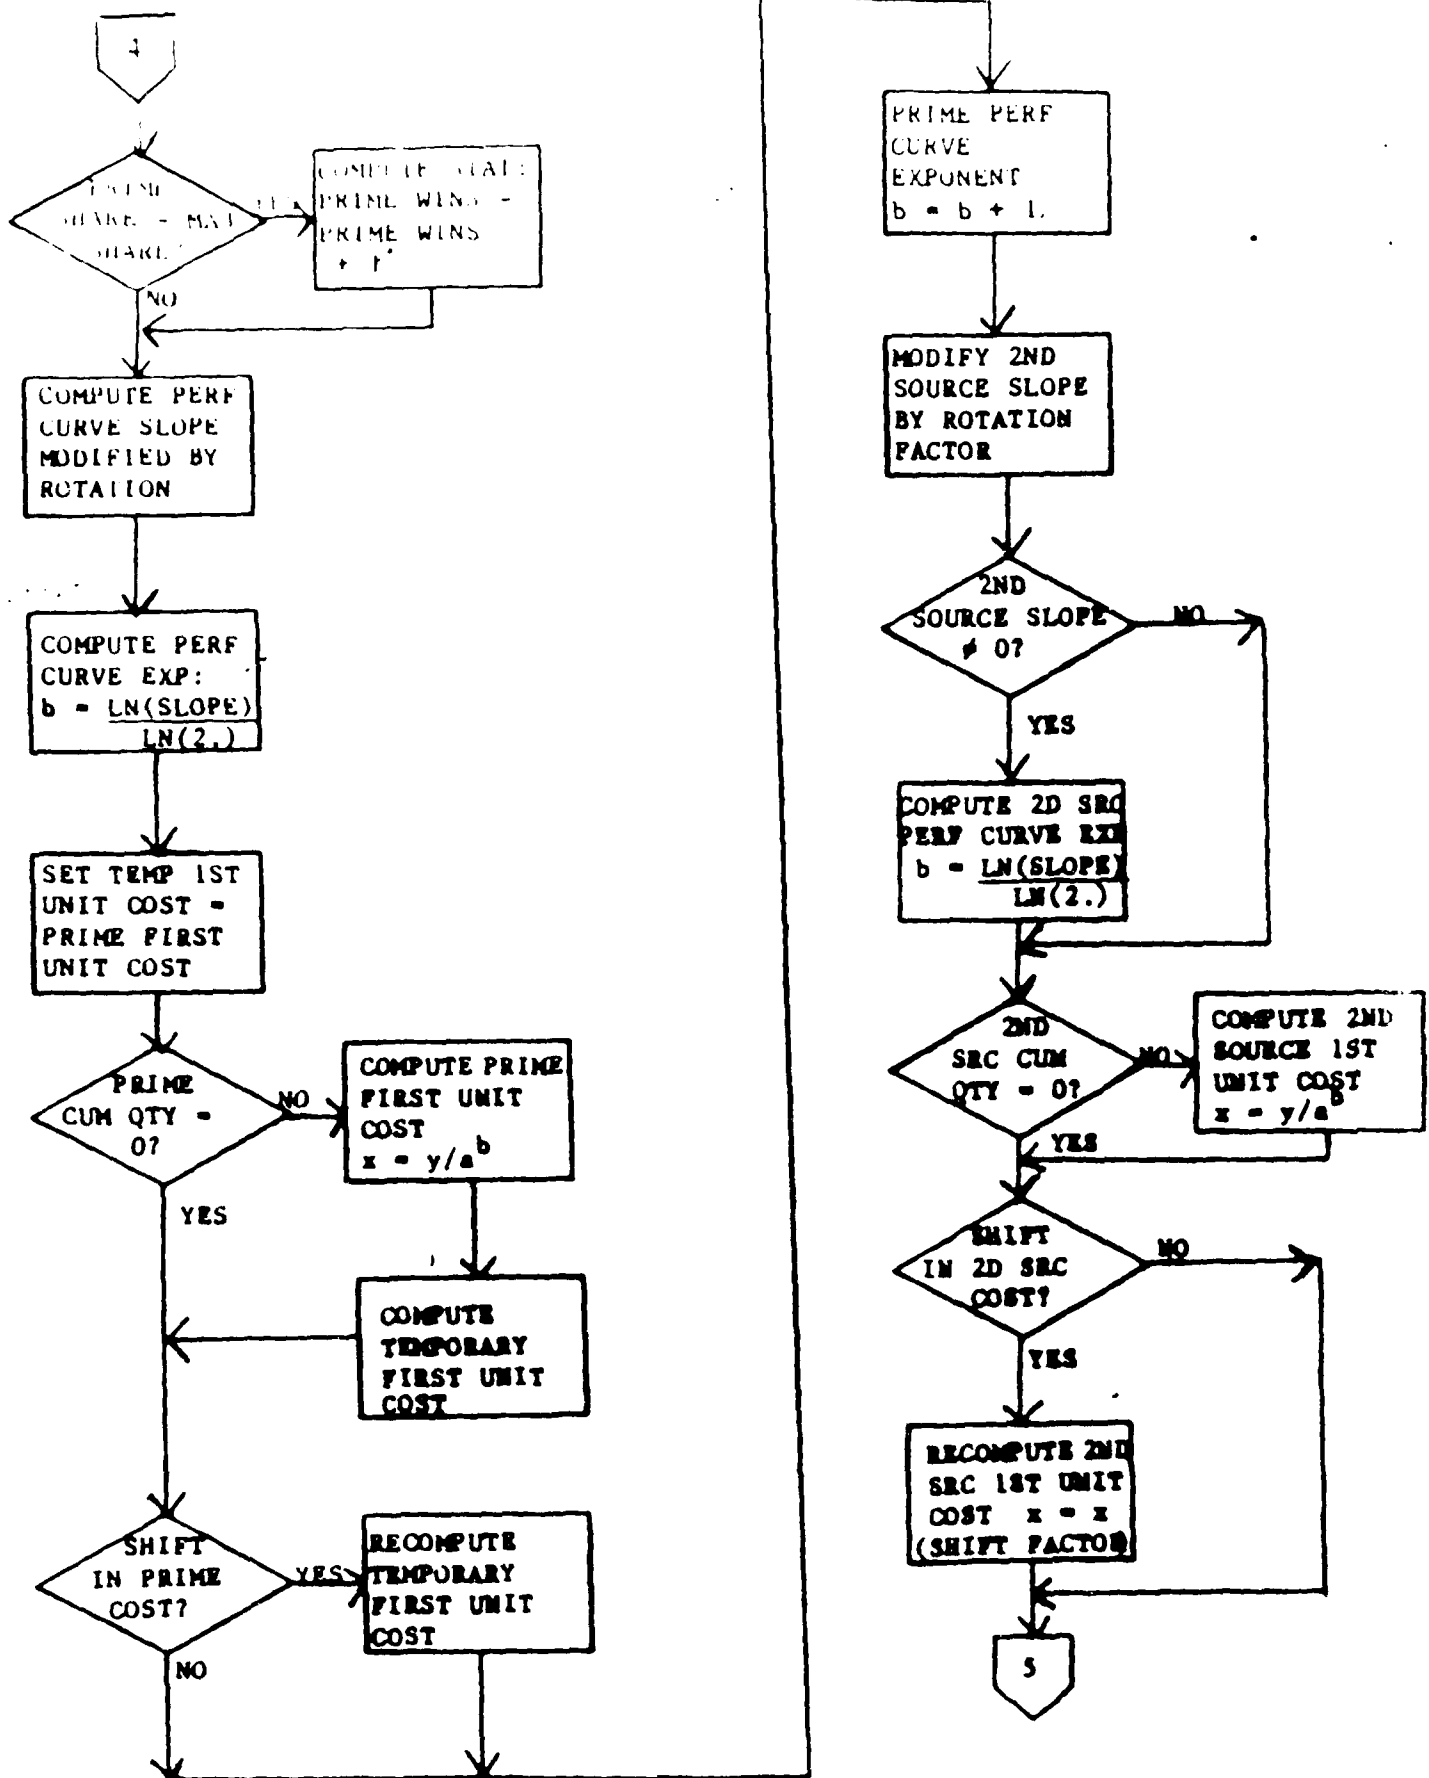 4
SHARE = MAX
SHARE?
YES
PRIME WINS =
PRIME WINS
+ 1
NO
COMPUTE PERF
CURVE SLOPE
MODIFIED BY
ROTATION
COMPUTE PERF
CURVE EXP:
b = LN(SLOPE)
LN(2.)
SET TEMP 1ST
UNIT COST =
PRIME FIRST
UNIT COST
PRIME
CUM QTY =
0?
NO
COMPUTE PRIME
FIRST UNIT
COST
x = y/a^b
YES
COMPUTE
TEMPORARY
FIRST UNIT
COST
SHIFT
IN PRIME
COST?
YES
RECOMPUTE
TEMPORARY
FIRST UNIT
COST
NO
PRIME PERF
CURVE
EXPONENT
b = b + 1.
MODIFY 2ND
SOURCE SLOPE
BY ROTATION
FACTOR
2ND
SOURCE SLOPE
≠ 0?
NO
YES
COMPUTE 2D SRC
PERF CURVE EXP
b = LN(SLOPE)
LN(2.)
2ND
SRC CUM
QTY = 0?
NO
COMPUTE 2ND
SOURCE 1ST
UNIT COST
x = y/a^b
YES
SHIFT
IN 2D SRC
COST?
NO
YES
RECOMPUTE 2ND
SRC 1ST UNIT
COST x = x
(SHIFT FACTOR)
5